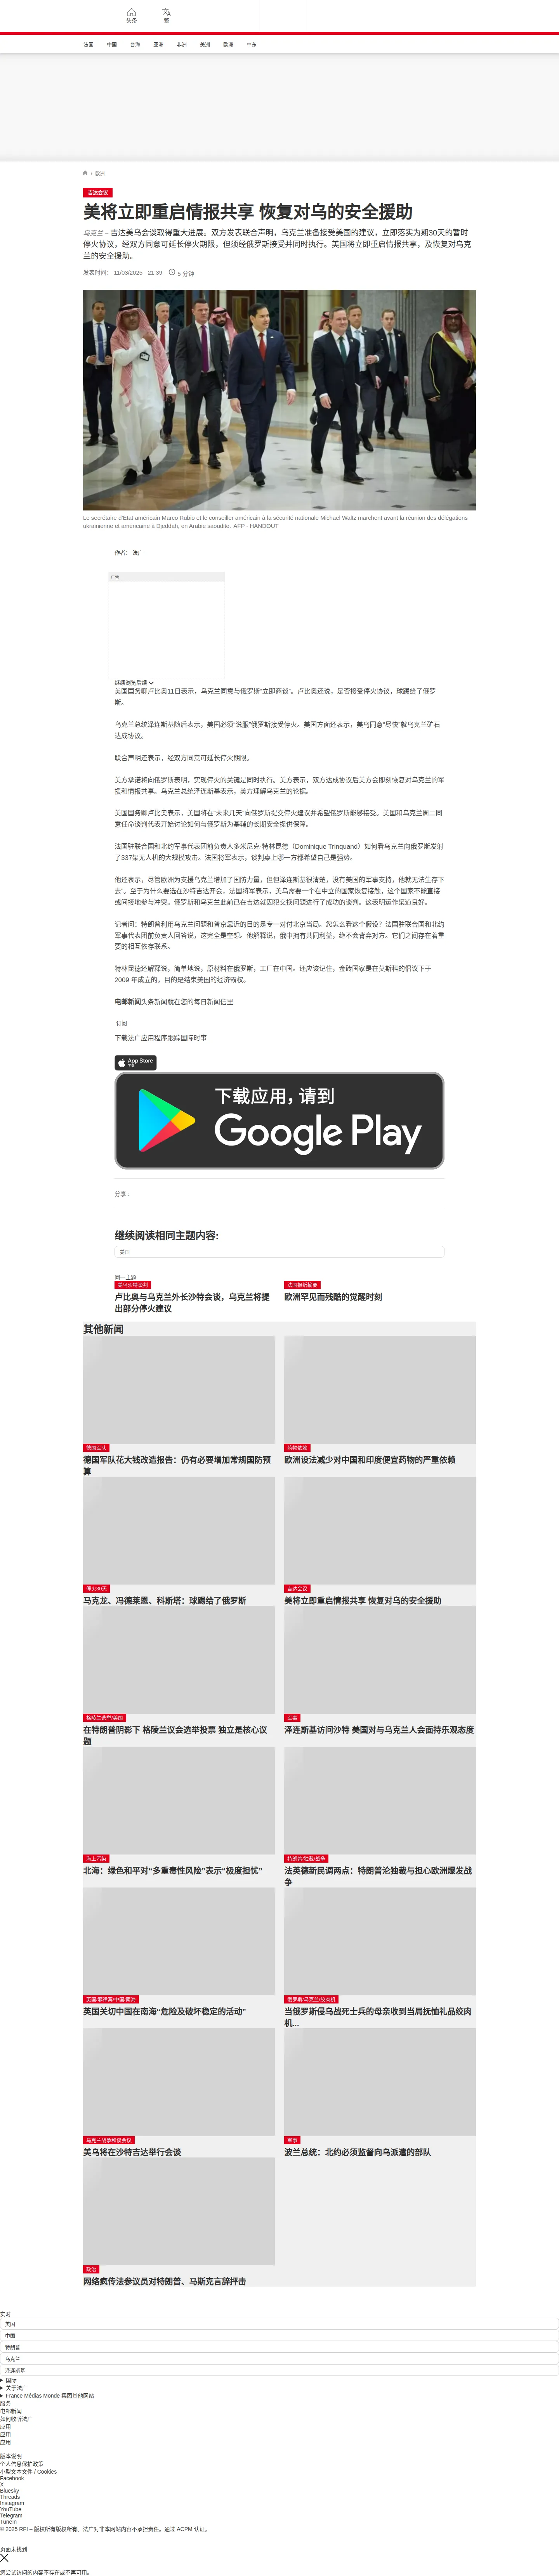 头条
繁
法国
中国
台海
亚洲
非洲
美洲
欧洲
中东
/ 欧洲
吉达会议
美将立即重启情报共享 恢复对乌的安全援助
乌克兰 – 吉达美乌会谈取得重大进展。双方发表联合声明，乌克兰准备接受美国的建议，立即落实为期30天的暂时
停火协议，经双方同意可延长停火期限，但须经俄罗斯接受并同时执行。美国将立即重启情报共享，及恢复对乌克
兰的安全援助。
发表时间： 11/03/2025 - 21:39
5 分钟
Le secrétaire d'État américain Marco Rubio et le conseiller américain à la sécurité nationale Michael Waltz marchent avant la réunion des délégations
ukrainienne et américaine à Djeddah, en Arabie saoudite. AFP - HANDOUT
作者： 法广
广告
继续浏览后续
美国国务卿卢比奥11日表示，乌克兰同意与俄罗斯“立即商谈”。卢比奥还说，是否接受停火协议，球踢给了俄罗
斯。
乌克兰总统泽连斯基随后表示，美国必须“说服”俄罗斯接受停火。美国方面还表示，美乌同意“尽快”就乌克兰矿石
达成协议。
联合声明还表示，经双方同意可延长停火期限。
美方承诺将向俄罗斯表明，实现停火的关键是同时执行。美方表示，双方达成协议后美方会即刻恢复对乌克兰的军
援和情报共享。乌克兰总统泽连斯基表示，美方理解乌克兰的论据。
美国国务卿卢比奥表示，美国将在“未来几天”向俄罗斯提交停火建议并希望俄罗斯能够接受。美国和乌克兰周二同
意任命谈判代表开始讨论如何与俄罗斯为基辅的长期安全提供保障。
法国驻联合国和北约军事代表团前负责人多米尼克·特林昆德（Dominique Trinquand）如何看乌克兰向俄罗斯发射
了337架无人机的大规模攻击。法国将军表示，谈判桌上哪一方都希望自己是强势。
他还表示，尽管欧洲为支援乌克兰增加了国防力量，但但泽连斯基很清楚，没有美国的军事支持，他就无法生存下
去”。至于为什么要选在沙特吉达开会，法国将军表示，美乌需要一个在中立的国家恢复接触，这个国家不能直接
或间接地参与冲突。俄罗斯和乌克兰此前已在吉达就囚犯交换问题进行了成功的谈判。这表明运作渠道良好。
记者问：特朗普利用乌克兰问题和普京靠近的目的是专一对付北京当局。您怎么看这个假设？法国驻联合国和北约
军事代表团前负责人回答说，这完全是空想。他解释说，俄中拥有共同利益，绝不会背弃对方。它们之间存在着重
要的相互依存联系。
特林昆德还解释说，简单地说，原材料在俄罗斯，工厂在中国。还应该记住，金砖国家是在莫斯科的倡议下于
2009 年成立的，目的是结束美国的经济霸权。
电邮新闻头条新闻就在您的每日新闻信里
订阅
下载法广应用程序跟踪国际时事
App Store
下载
下载应用，请到
Google Play
分享 :
继续阅读相同主题内容:
美国
同一主题
美乌沙特谈判
卢比奥与乌克兰外长沙特会谈，乌克兰将提
出部分停火建议
法国报纸摘要
欧洲罕见而残酷的觉醒时刻
其他新闻
德国军队
德国军队花大钱改造报告：仍有必要增加常规国防预
算
药物依赖
欧洲设法减少对中国和印度便宜药物的严重依赖
停火30天
马克龙、冯德莱恩、科斯塔：球踢给了俄罗斯
吉达会议
美将立即重启情报共享 恢复对乌的安全援助
格陵兰选举/美国
在特朗普阴影下 格陵兰议会选举投票 独立是核心议
题
军事
泽连斯基访问沙特 美国对与乌克兰人会面持乐观态度
海上污染
北海：绿色和平对“多重毒性风险”表示“极度担忧”
特朗普/独裁/战争
法英德新民调两点：特朗普沦独裁与担心欧洲爆发战
争
英国/菲律宾/中国/南海
英国关切中国在南海“危险及破坏稳定的活动”
俄罗斯/乌克兰/绞肉机
当俄罗斯侵乌战死士兵的母亲收到当局抚恤礼品绞肉
机...
乌克兰战争和谈会议
美乌将在沙特吉达举行会谈
军事
波兰总统：北约必须监督向乌派遣的部队
政治
网络疯传法参议员对特朗普、马斯克言辞抨击
实时
美国
中国
特朗普
乌克兰
泽连斯基
国际
关于法广
France Médias Monde 集团其他网站
服务
电邮新闻
如何收听法广
应用
应用
应用
版本说明
个人信息保护政策
小型文本文件 / Cookies
Facebook
X
Bluesky
Threads
Instagram
YouTube
Telegram
TuneIn
© 2025 RFI – 版权所有版权所有。法广对非本网站内容不承担责任。通过 ACPM 认证。
页面未找到
您尝试访问的内容不存在或不再可用。